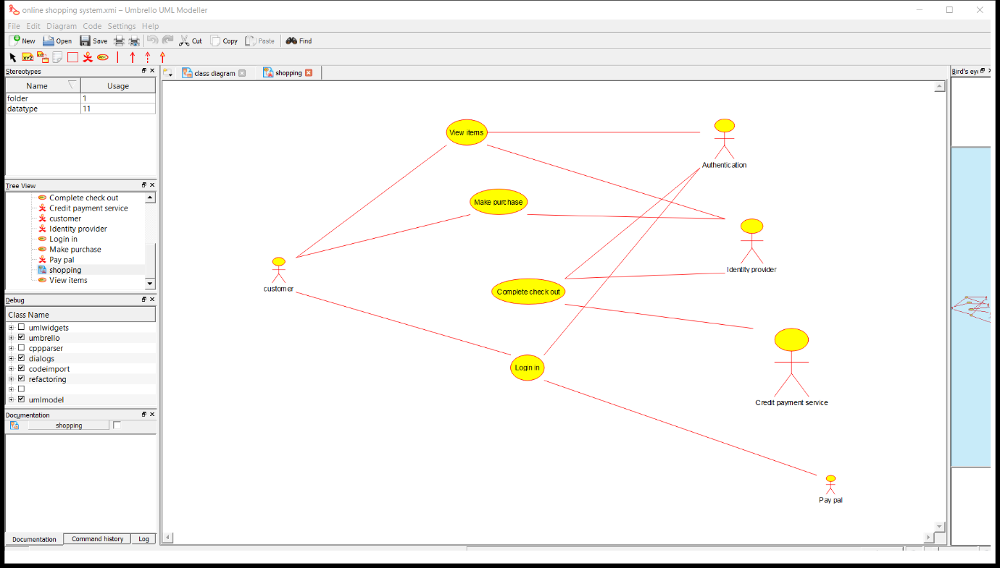 online shopping system.xmi – Umbrello UML Modeller
File Edit Diagram Code Settings Help
New Open Save Cut Copy Paste Find
XYZ ABC
Stereotypes
Name Usage
folder 1
datatype 11
Tree View
Complete check out
Credit payment service
customer
Identity provider
Login in
Make purchase
Pay pal
shopping
View items
Debug
Class Name
umlwidgets
umbrello
cppparser
dialogs
codeimport
refactoring
umlmodel
Documentation
shopping
Documentation Command history Log
class diagram shopping
View items
Authentication
Make purchase
Identity provider
customer
Complete check out
Login in
Credit payment service
Pay pal
Bird's eye